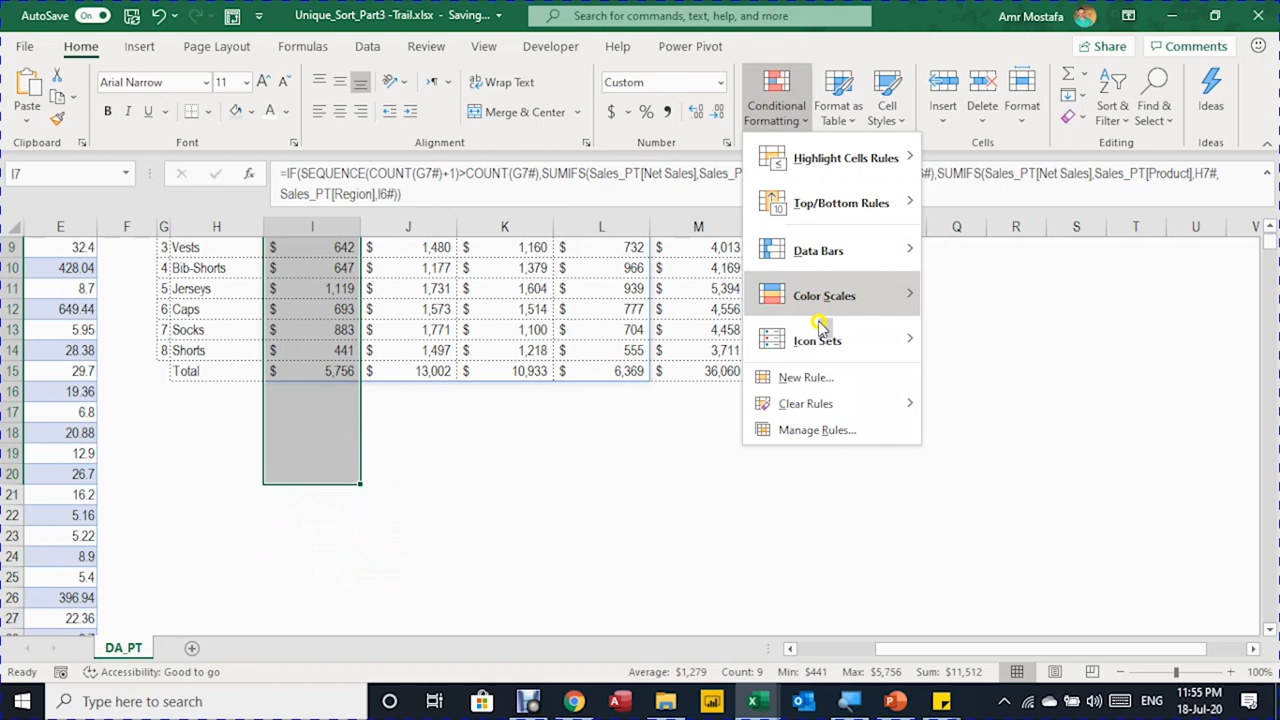 AutoSave On Unique_Sort_Part3 -Trail.xlsx - Saving... Search for commands, text, help, and more Amr Mostafa
File Home Insert Page Layout Formulas Data Review View Developer Help Power Pivot Share Comments
Paste Arial Narrow 11 Wrap Text Custom Conditional Formatting Format as Table Cell Styles Insert Delete Format Sort & Filter Find & Select Ideas
B I U A Merge & Center $ %
Clipboard Font Alignment Number Cells Editing Ideas
I7 fx =IF(SEQUENCE(COUNT(G7#)+1)>COUNT(G7#),SUMIFS(Sales_PT[Net Sales],Sales_P #),SUMIFS(Sales_PT[Net Sales],Sales_PT[Product],H7#,
Sales_PT[Region],I6#))
E F G H I J K L M Q R S T U V
9 32.4 3 Vests $ 642 $ 1,480 $ 1,160 $ 732 $ 4,013
10 428.04 4 Bib-Shorts $ 647 $ 1,177 $ 1,379 $ 966 $ 4,169
11 8.7 5 Jerseys $ 1,119 $ 1,731 $ 1,604 $ 939 $ 5,394
12 649.44 6 Caps $ 693 $ 1,573 $ 1,514 $ 777 $ 4,556
13 5.95 7 Socks $ 883 $ 1,771 $ 1,100 $ 704 $ 4,458
14 28.38 8 Shorts $ 441 $ 1,497 $ 1,218 $ 555 $ 3,711
15 29.7 Total $ 5,756 $ 13,002 $ 10,933 $ 6,369 $ 36,060
16 19.36
17 6.8
18 20.88
19 12.9
20 26.7
21 16.2
22 5.16
23 5.22
24 8.9
25 5.4
26 396.94
27 22.36
Highlight Cells Rules
Top/Bottom Rules
Data Bars
Color Scales
Icon Sets
New Rule...
Clear Rules
Manage Rules...
DA_PT
Ready Accessibility: Good to go Average: $1,279 Count: 9 Min: $441 Max: $5,756 Sum: $11,512 100%
Type here to search ENG 11:55 PM
18-Jul-20